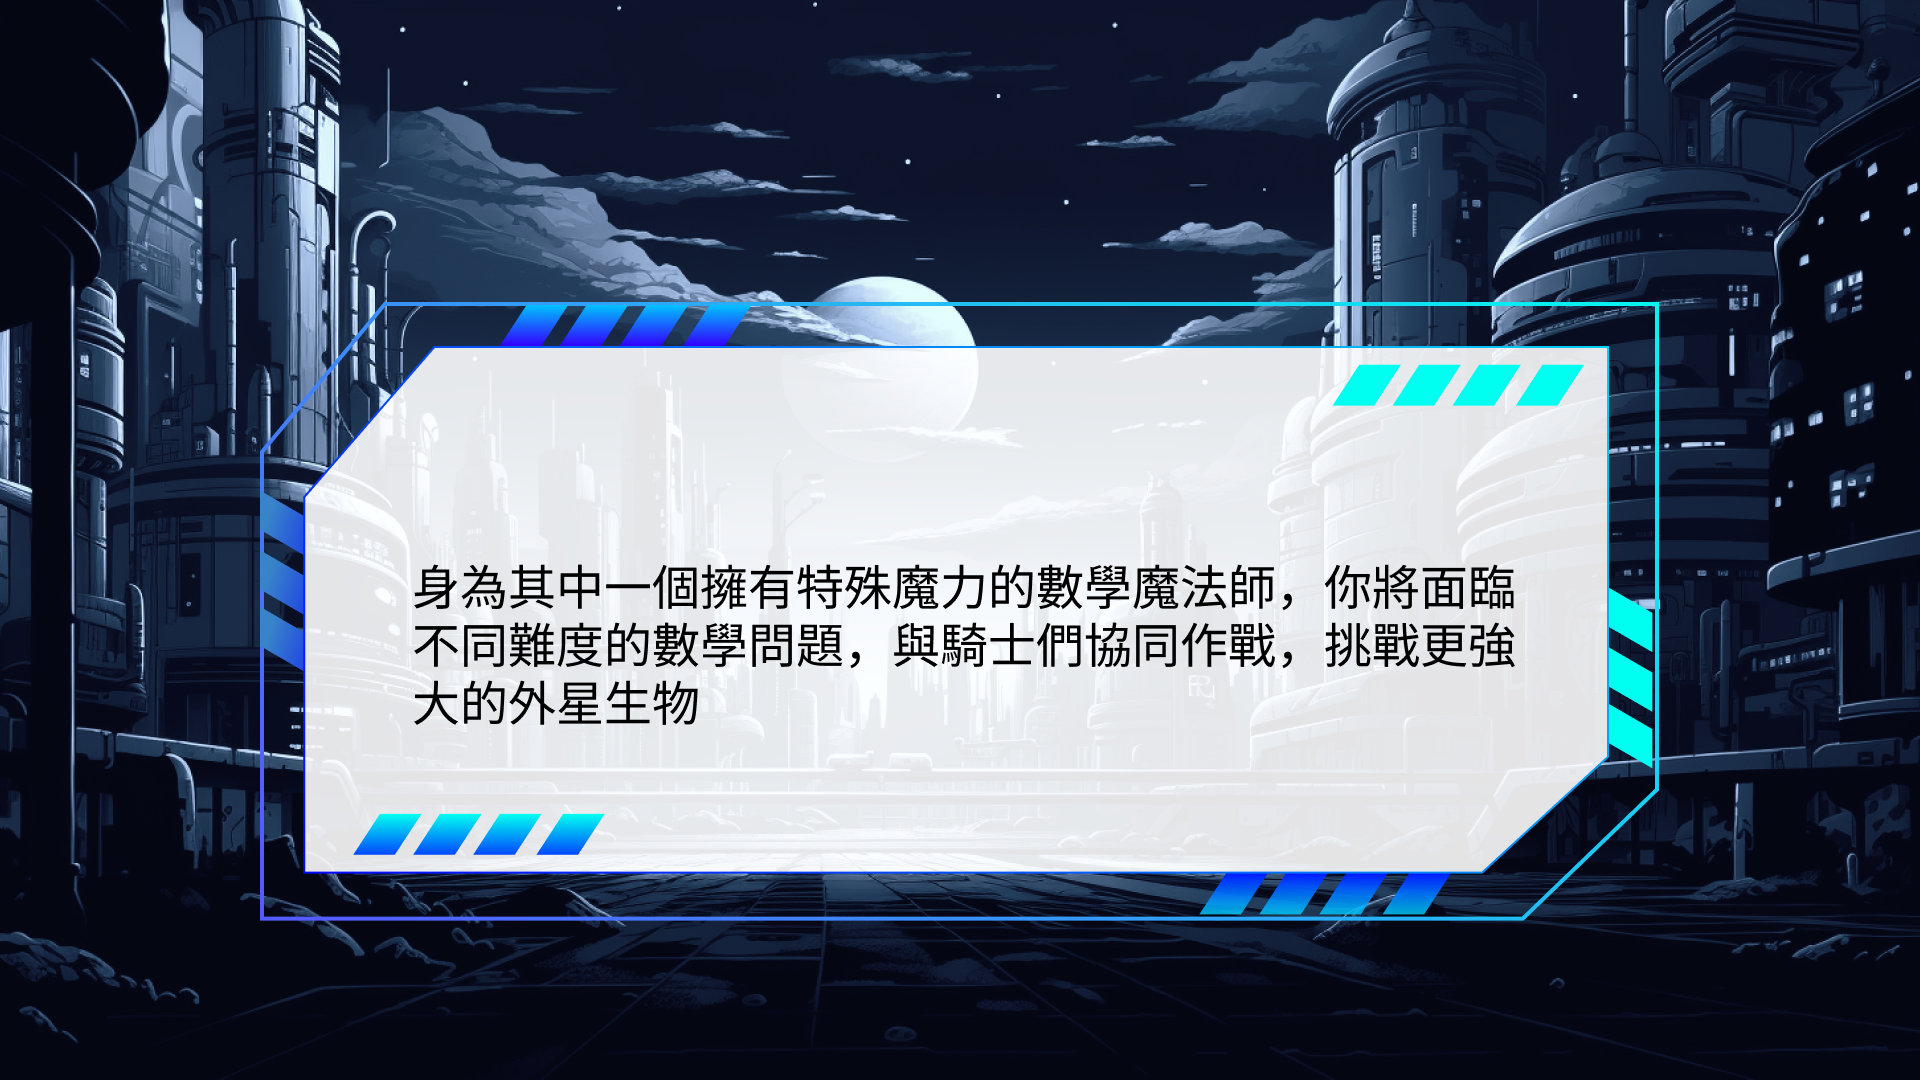 身為其中一個擁有特殊魔力的數學魔法師，你將面臨
不同難度的數學問題，與騎士們協同作戰，挑戰更強
大的外星生物